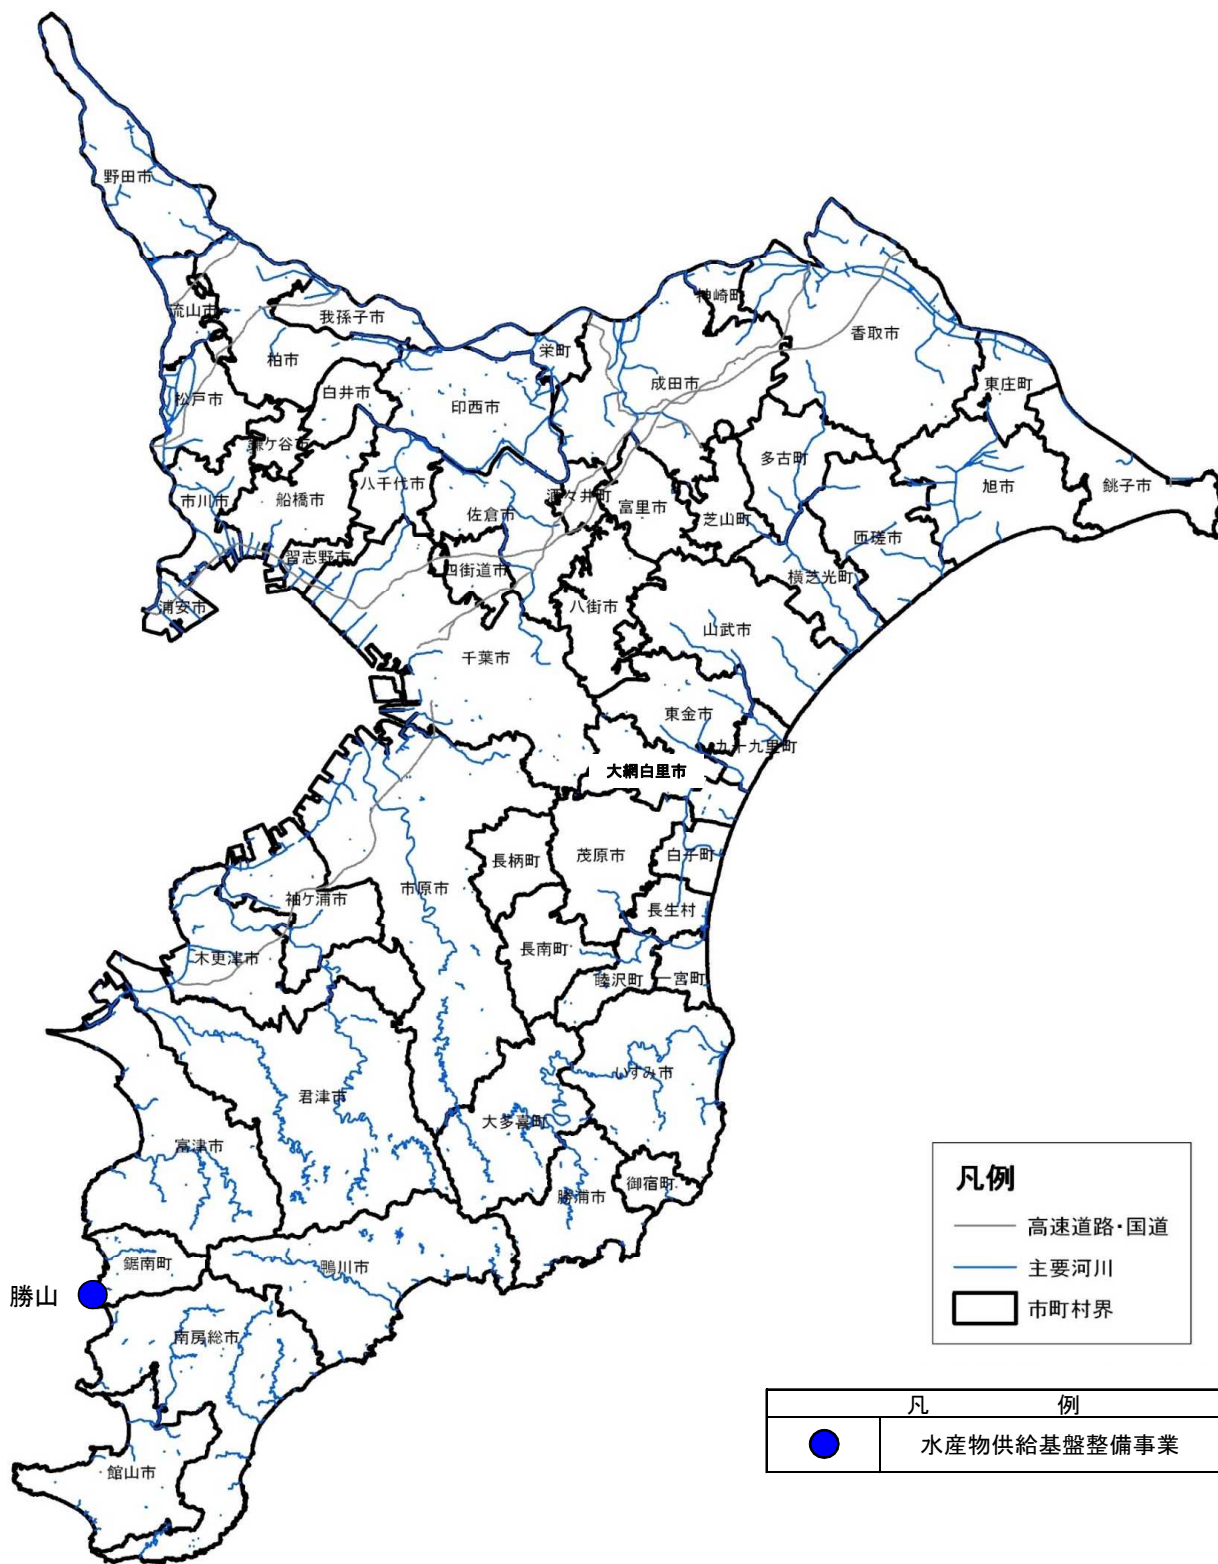 野田市
流山市
我孫子市
柏市
松戸市
白井市
印西市
栄町
神崎町
香取市
成田市
東庄町
鎌ケ谷市
市川市
船橋市
八千代市
佐倉市
酒々井町
富里市
芝山町
多古町
旭市
銚子市
匝瑳市
横芝光町
習志野市
四街道市
八街市
浦安市
山武市
千葉市
東金市
九十九里町
大網白里市
長柄町
茂原市
白子町
市原市
袖ケ浦市
長生村
長南町
木更津市
睦沢町
一宮町
君津市
いすみ市
大多喜町
富津市
勝浦市
御宿町
鋸南町
鴨川市
勝山
南房総市
館山市
凡例
高速道路・国道
主要河川
市町村界
凡 例
水産物供給基盤整備事業